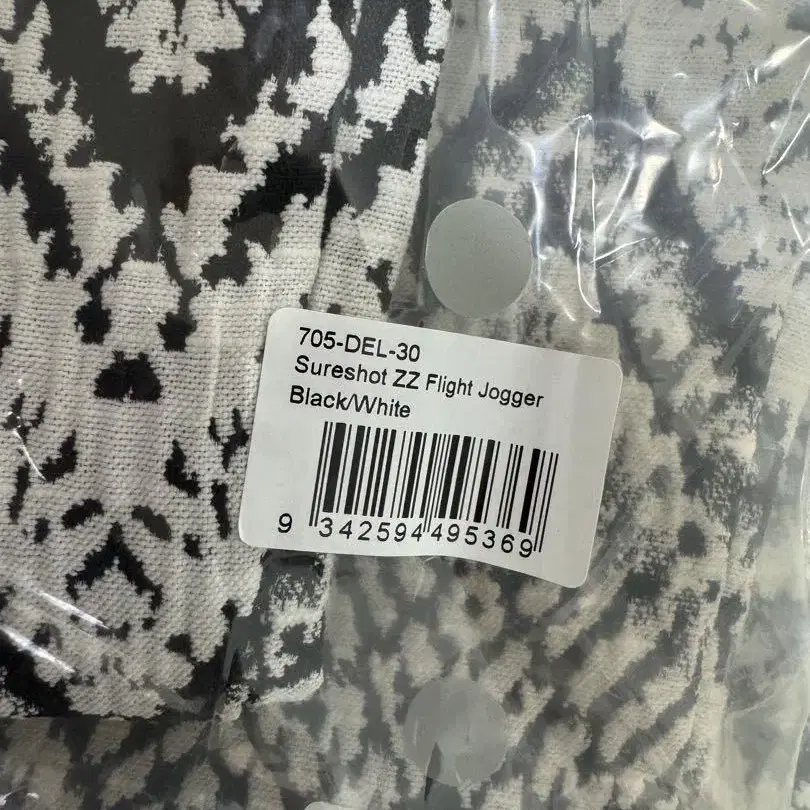 705-DEL-30
Sureshot ZZ Flight Jogger
Black/White
9 342594 495369